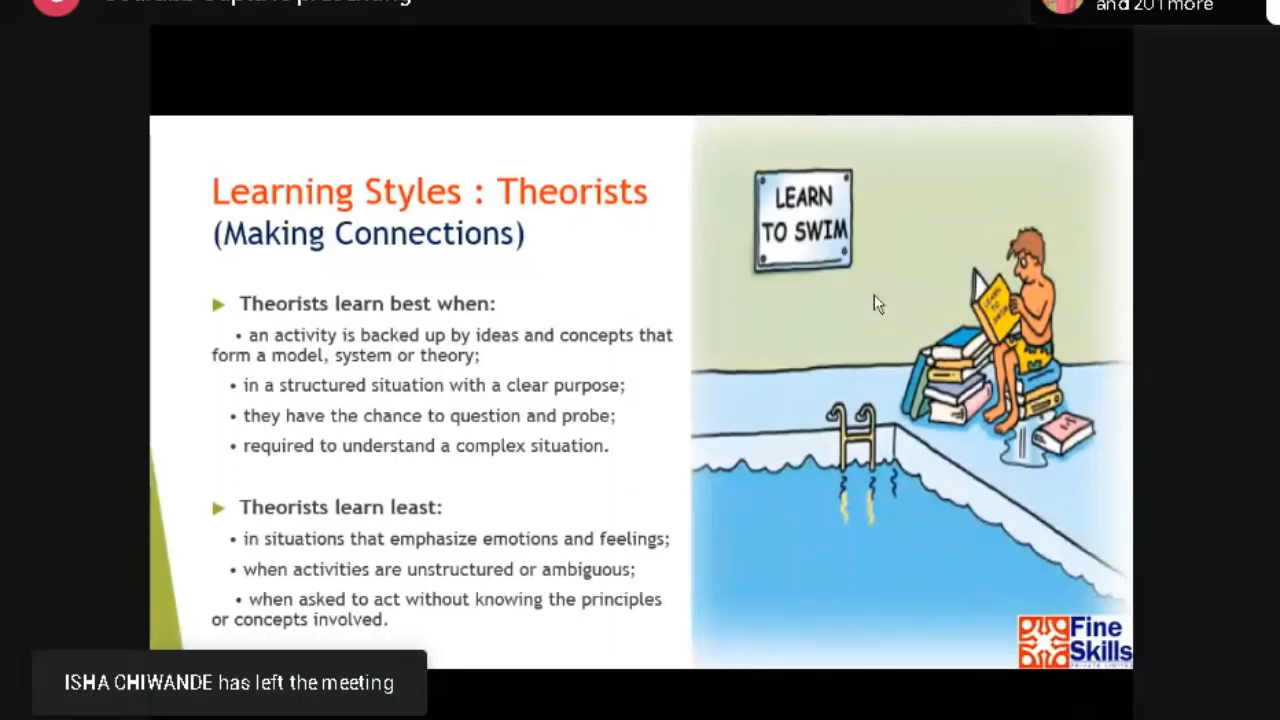 and 201 more
Learning Styles : Theorists
(Making Connections)
Theorists learn best when:
• an activity is backed up by ideas and concepts that
form a model, system or theory;
• in a structured situation with a clear purpose;
• they have the chance to question and probe;
• required to understand a complex situation.
Theorists learn least:
• in situations that emphasize emotions and feelings;
• when activities are unstructured or ambiguous;
• when asked to act without knowing the principles
or concepts involved.
LEARN
TO SWIM
LEARN
TO
SWIM
Fine
Skills
ISHA CHIWANDE has left the meeting